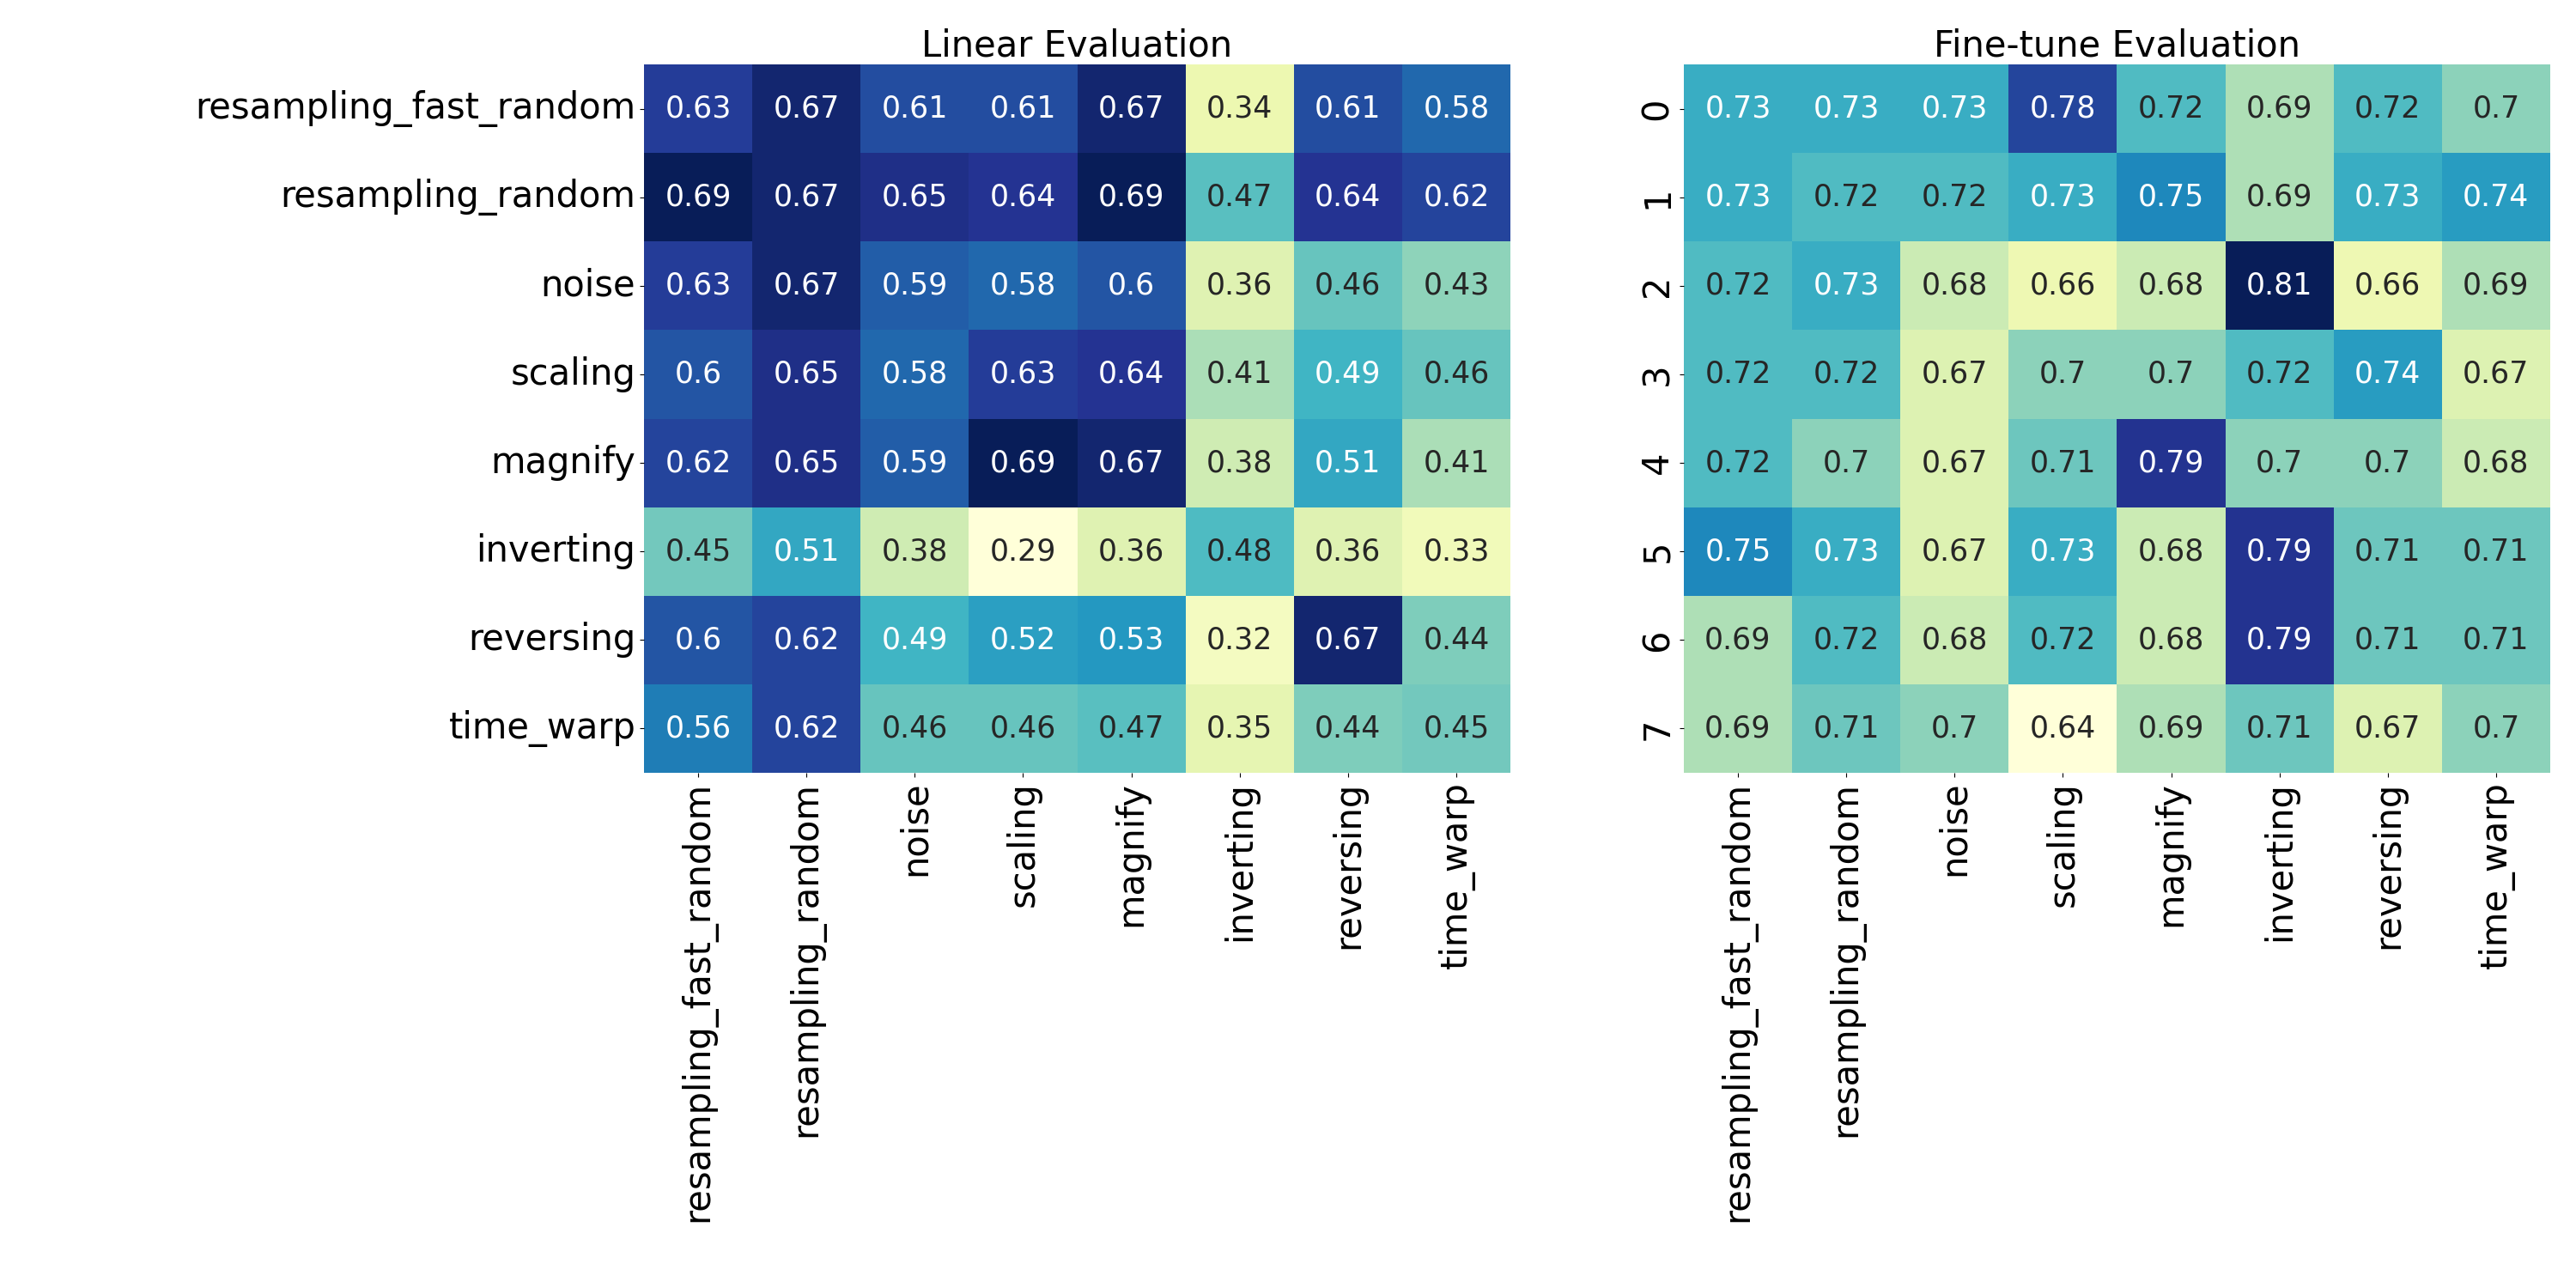 Linear Evaluation
resampling_fast_random 0.63 0.67 0.61 0.61 0.67 0.34 0.61 0.58
resampling_random 0.69 0.67 0.65 0.64 0.69 0.47 0.64 0.62
noise 0.63 0.67 0.59 0.58 0.6 0.36 0.46 0.43
scaling 0.6 0.65 0.58 0.63 0.64 0.41 0.49 0.46
magnify 0.62 0.65 0.59 0.69 0.67 0.38 0.51 0.41
inverting 0.45 0.51 0.38 0.29 0.36 0.48 0.36 0.33
reversing 0.6 0.62 0.49 0.52 0.53 0.32 0.67 0.44
time_warp 0.56 0.62 0.46 0.46 0.47 0.35 0.44 0.45
resampling_fast_random
resampling_random
noise
scaling
magnify
inverting
reversing
time_warp
Fine-tune Evaluation
0 0.73 0.73 0.73 0.78 0.72 0.69 0.72 0.7
1 0.73 0.72 0.72 0.73 0.75 0.69 0.73 0.74
2 0.72 0.73 0.68 0.66 0.68 0.81 0.66 0.69
3 0.72 0.72 0.67 0.7 0.7 0.72 0.74 0.67
4 0.72 0.7 0.67 0.71 0.79 0.7 0.7 0.68
5 0.75 0.73 0.67 0.73 0.68 0.79 0.71 0.71
6 0.69 0.72 0.68 0.72 0.68 0.79 0.71 0.71
7 0.69 0.71 0.7 0.64 0.69 0.71 0.67 0.7
resampling_fast_random
resampling_random
noise
scaling
magnify
inverting
reversing
time_warp